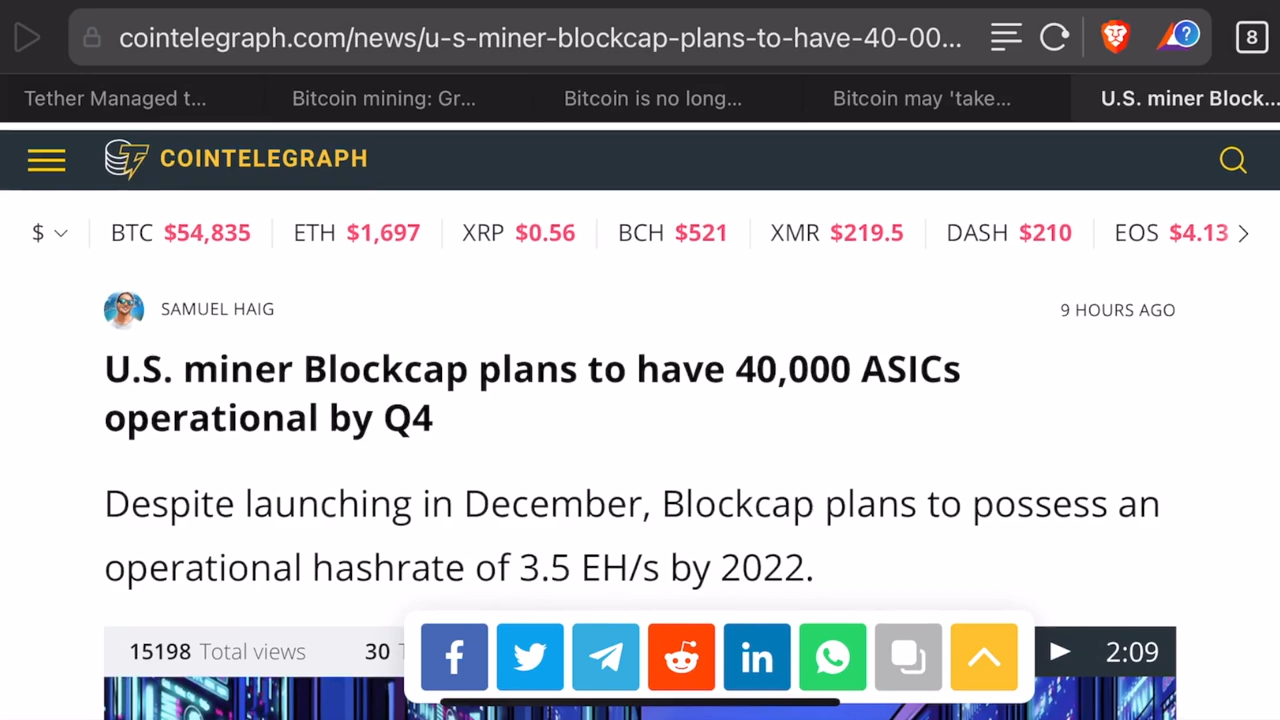 cointelegraph.com/news/u-s-miner-blockcap-plans-to-have-40-00...
8
Tether Managed t...
Bitcoin mining: Gr...
Bitcoin is no long...
Bitcoin may 'take...
U.S. miner Block...
COINTELEGRAPH
$ BTC $54,835 ETH $1,697 XRP $0.56 BCH $521 XMR $219.5 DASH $210 EOS $4.13
SAMUEL HAIG
9 HOURS AGO
U.S. miner Blockcap plans to have 40,000 ASICs
operational by Q4
Despite launching in December, Blockcap plans to possess an
operational hashrate of 3.5 EH/s by 2022.
15198 Total views
30
2:09